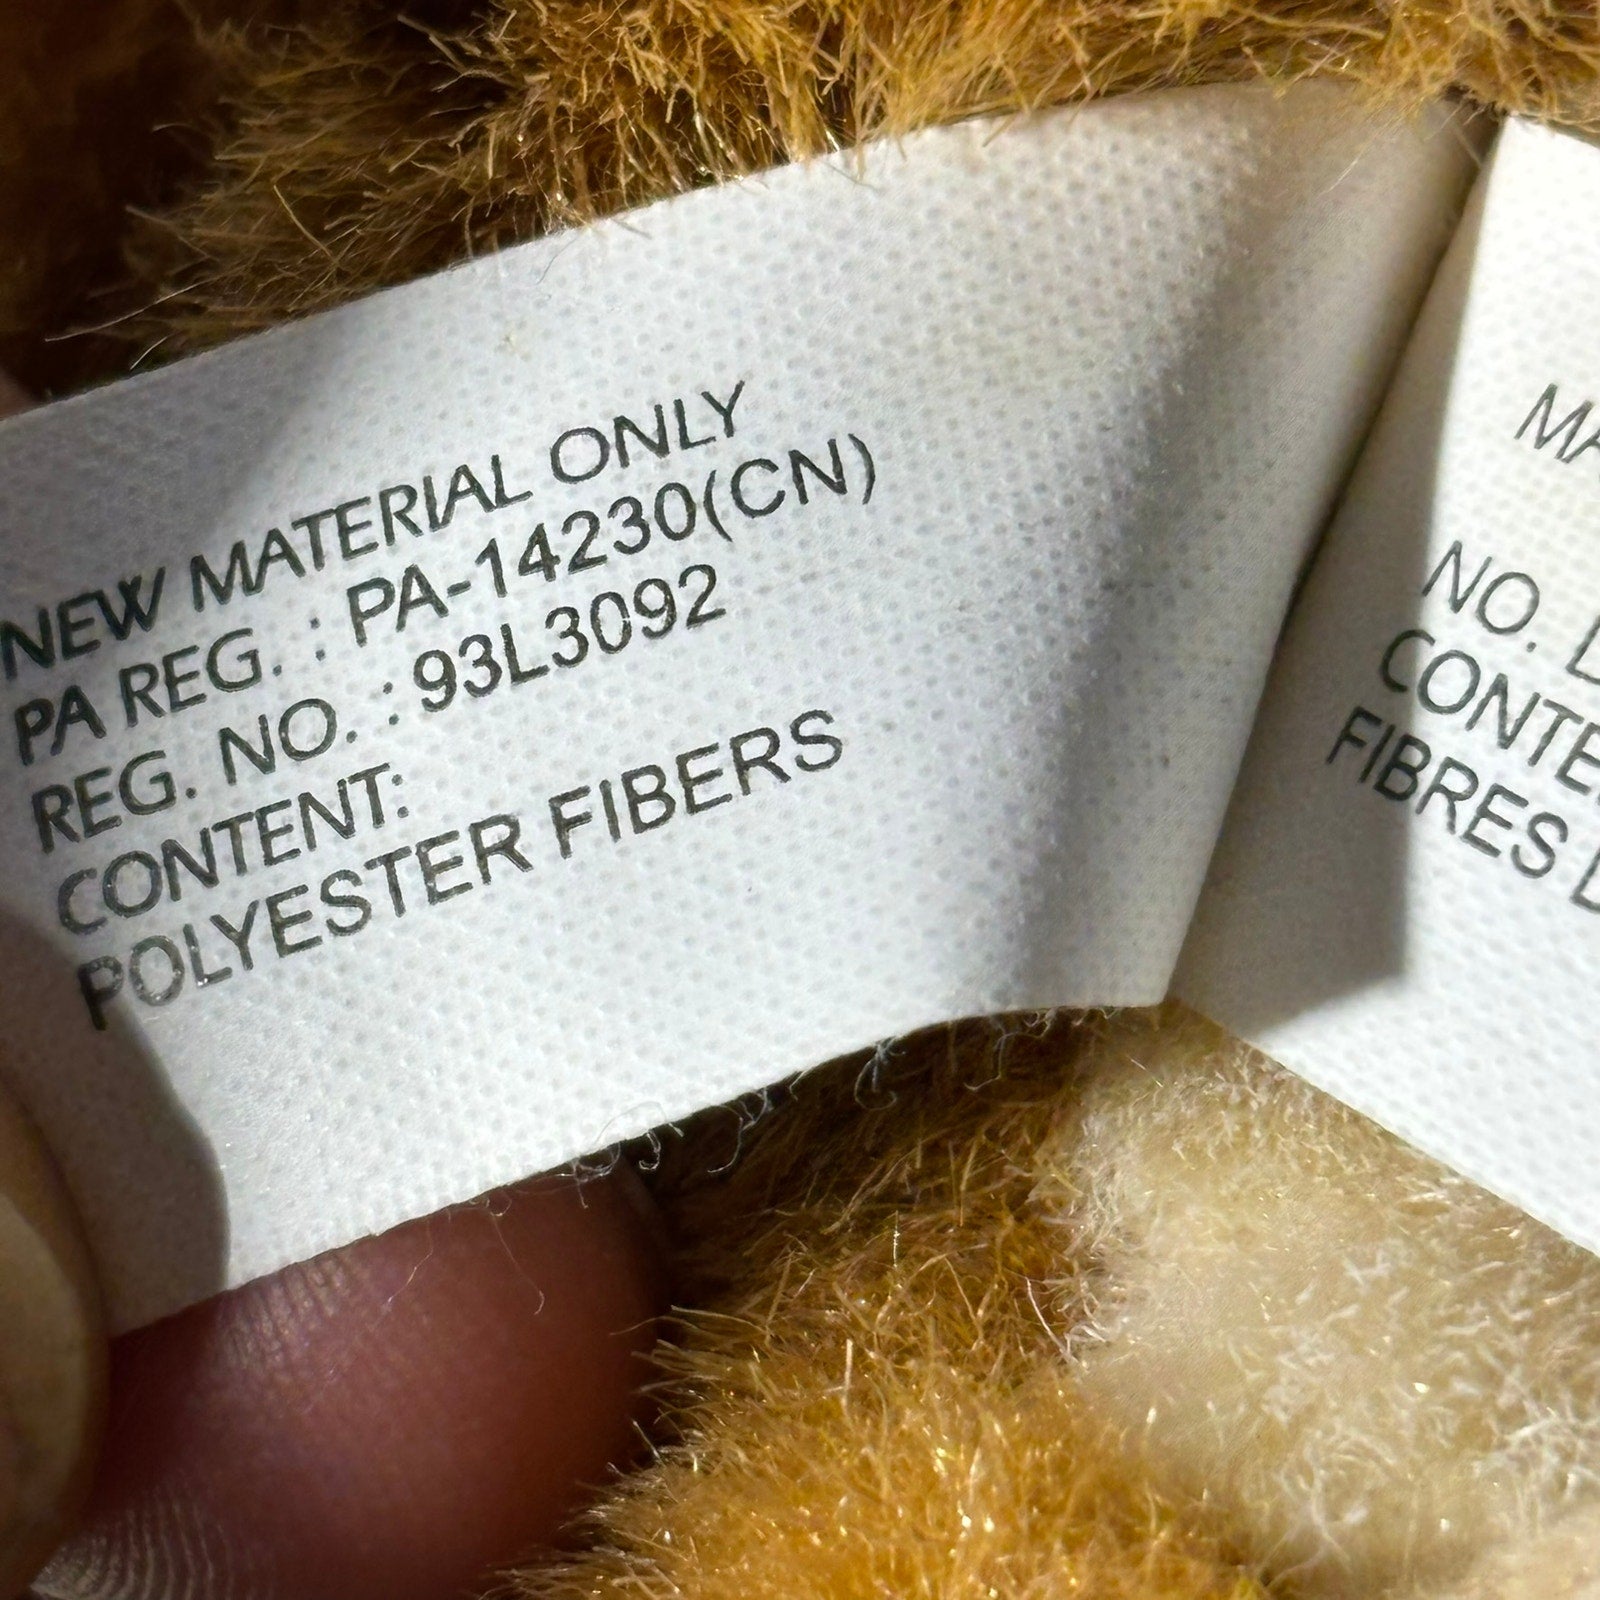 NEW MATERIAL ONLY
PA REG. : PA-14230(CN)
REG. NO. : 93L3092
CONTENT:
POLYESTER FIBERS
NO.
FIBRES